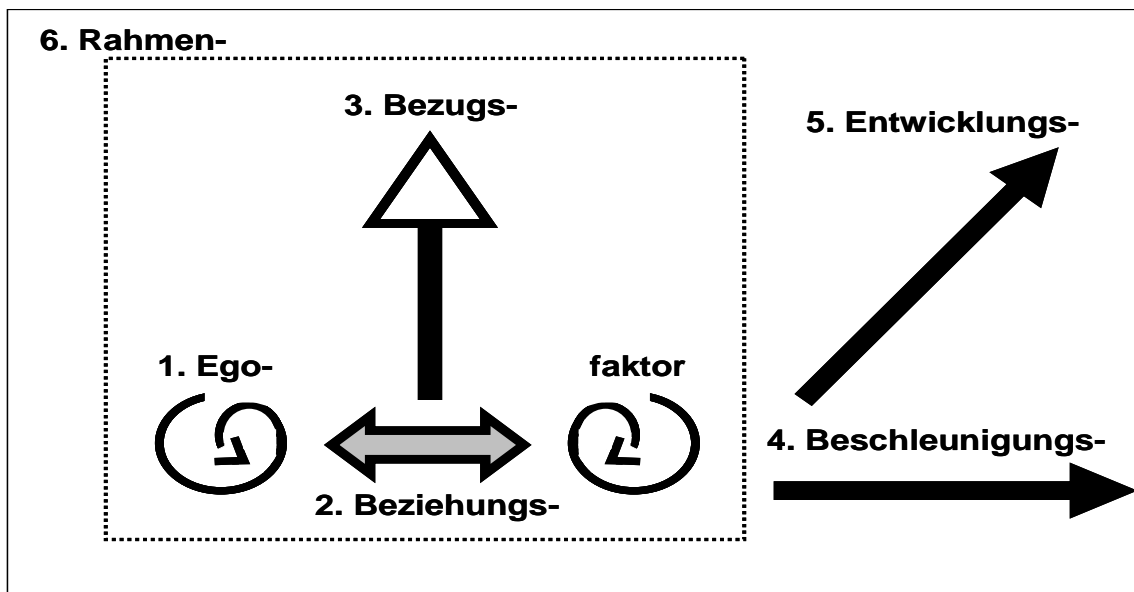 6. Rahmen-
3. Bezugs-
5. Entwicklungs-
1. Ego-
faktor
4. Beschleunigungs-
2. Beziehungs-